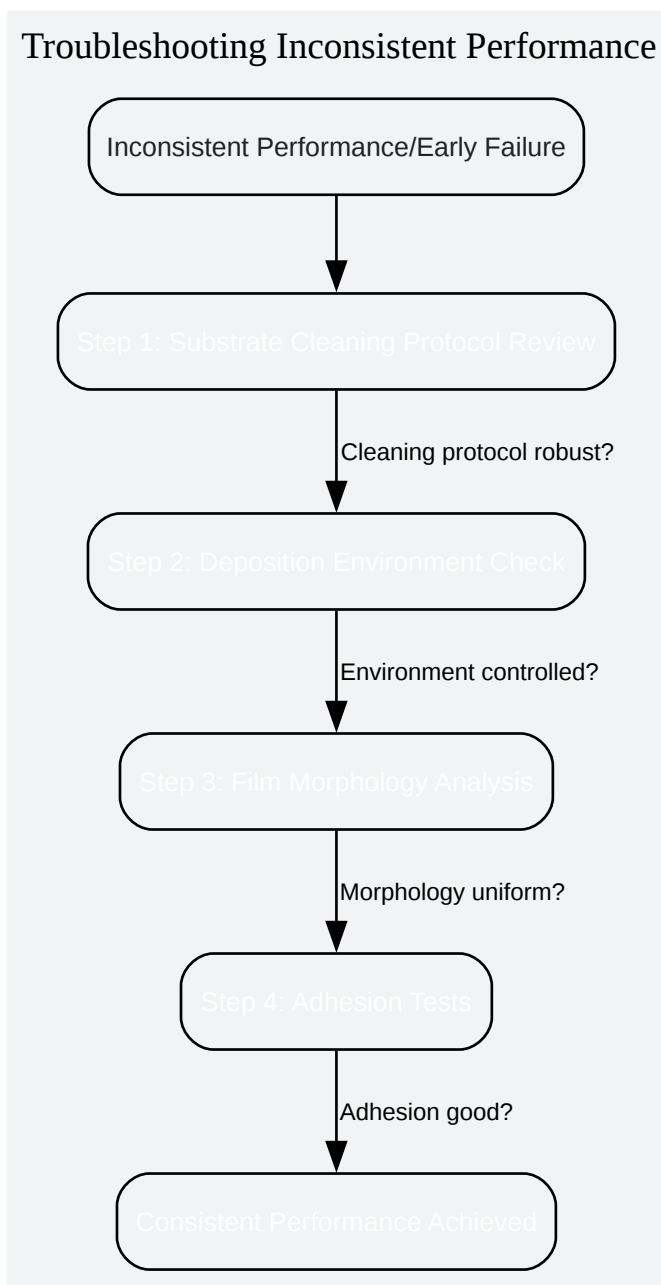 Troubleshooting Inconsistent Performance
Inconsistent Performance/Early Failure
Step 1: Substrate Cleaning Protocol Review
Cleaning protocol robust?
Step 2: Deposition Environment Check
Environment controlled?
Step 3: Film Morphology Analysis
Morphology uniform?
Step 4: Adhesion Tests
Adhesion good?
Consistent Performance Achieved